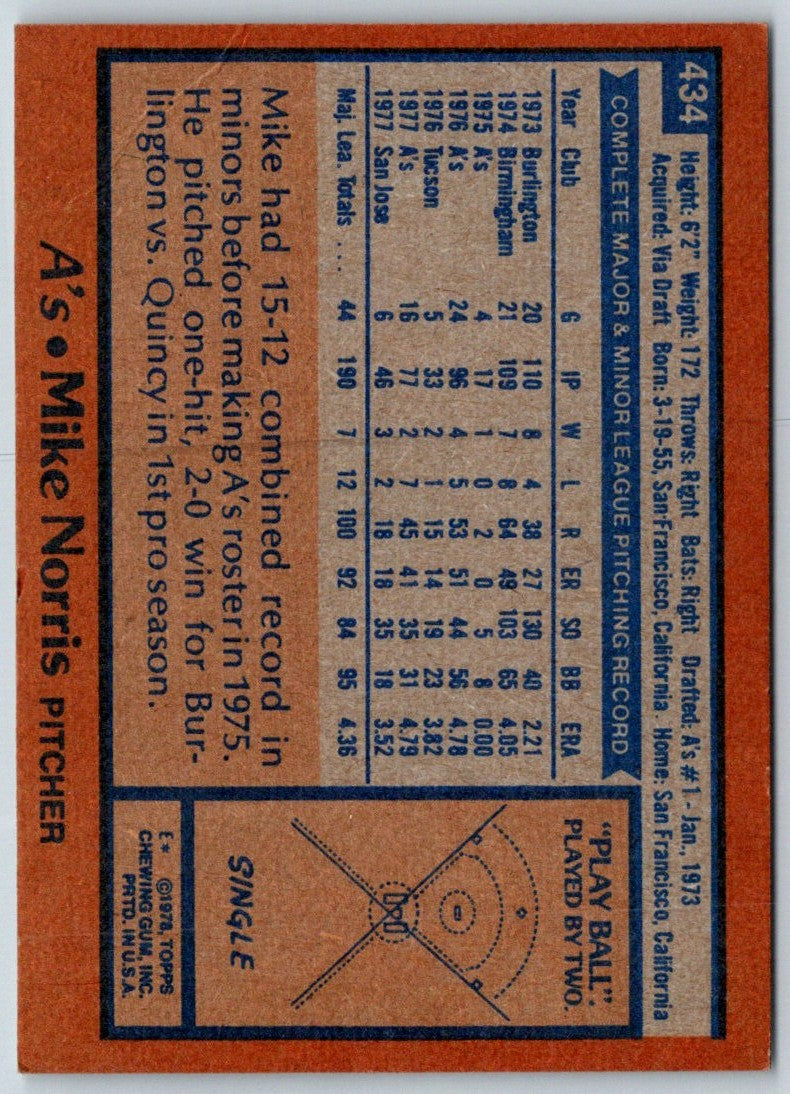 434
Height: 6'2" Weight: 172 Throws: Right Bats: Right Drafted: A's #1-Jan., 1973
Acquired: Via Draft Born: 3-19-55, San Francisco, California Home: San Francisco, California
COMPLETE MAJOR & MINOR LEAGUE PITCHING RECORD
Year Club G IP W L R ER SO BB ERA
1973 Burlington 20 110 8 4 38 27 130 40 2.21
1974 Birmingham 21 109 7 8 64 49 103 65 4.05
1975 A's 4 17 1 0 2 0 5 8 0.00
1976 A's 24 96 4 5 53 51 44 56 4.78
1976 Tucson 5 33 2 1 15 14 19 23 3.82
1977 A's 16 77 2 7 45 41 35 31 4.79
1977 San Jose 6 46 3 2 18 18 35 18 3.52
Maj. Lea. Totals .... 44 190 7 12 100 92 84 95 4.36
Mike had 15-12 combined record in
minors before making A's roster in 1975.
He pitched one-hit, 2-0 win for Bur-
lington vs. Quincy in 1st pro season.
"PLAY BALL":
PLAYED BY TWO.
SINGLE
E* ©1978, TOPPS
CHEWING GUM, INC.
PRTD. IN U.S.A.
A's • Mike Norris PITCHER